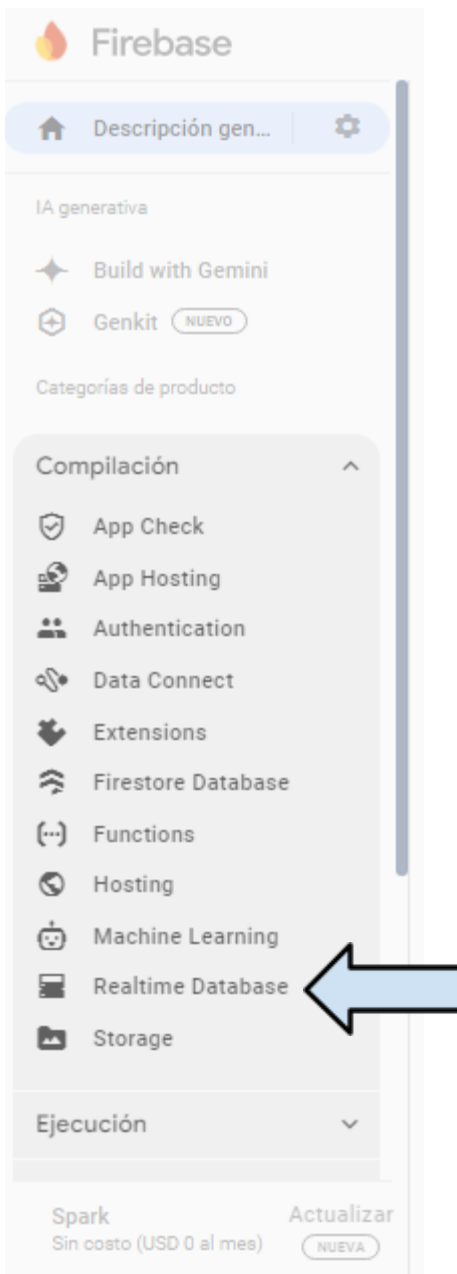 Firebase
Descripción gen...
IA generativa
Build with Gemini
Genkit NUEVO
Categorías de producto
Compilación
App Check
App Hosting
Authentication
Data Connect
Extensions
Firestore Database
Functions
Hosting
Machine Learning
Realtime Database
Storage
Ejecución
Spark Actualizar
Sin costo (USD 0 al mes) NUEVA